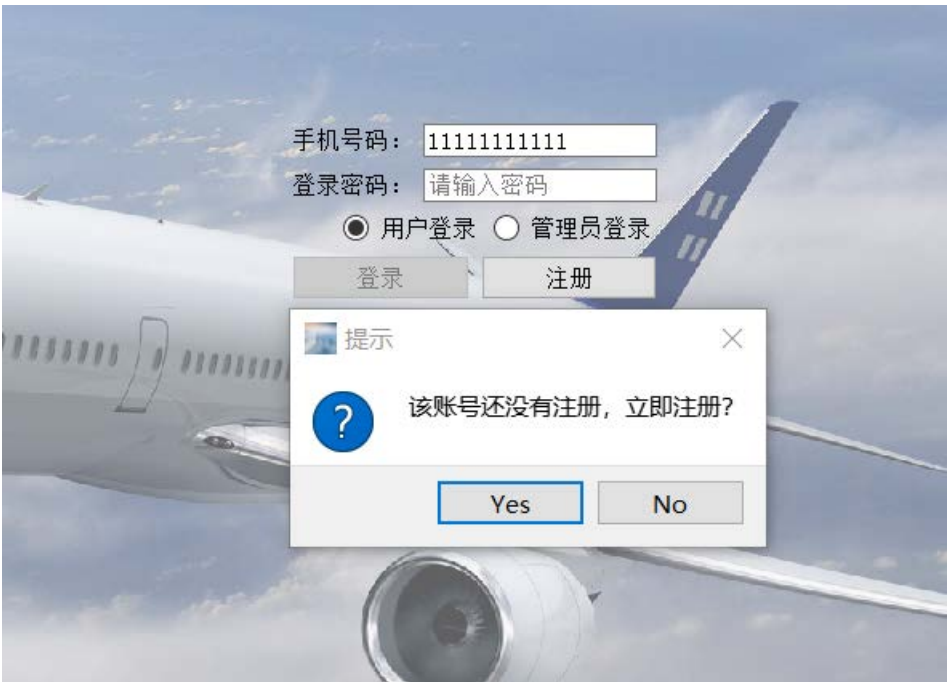 手机号码： 11111111111
登录密码： 请输入密码
用户登录 管理员登录
登录 注册
提示
该账号还没有注册，立即注册?
Yes No